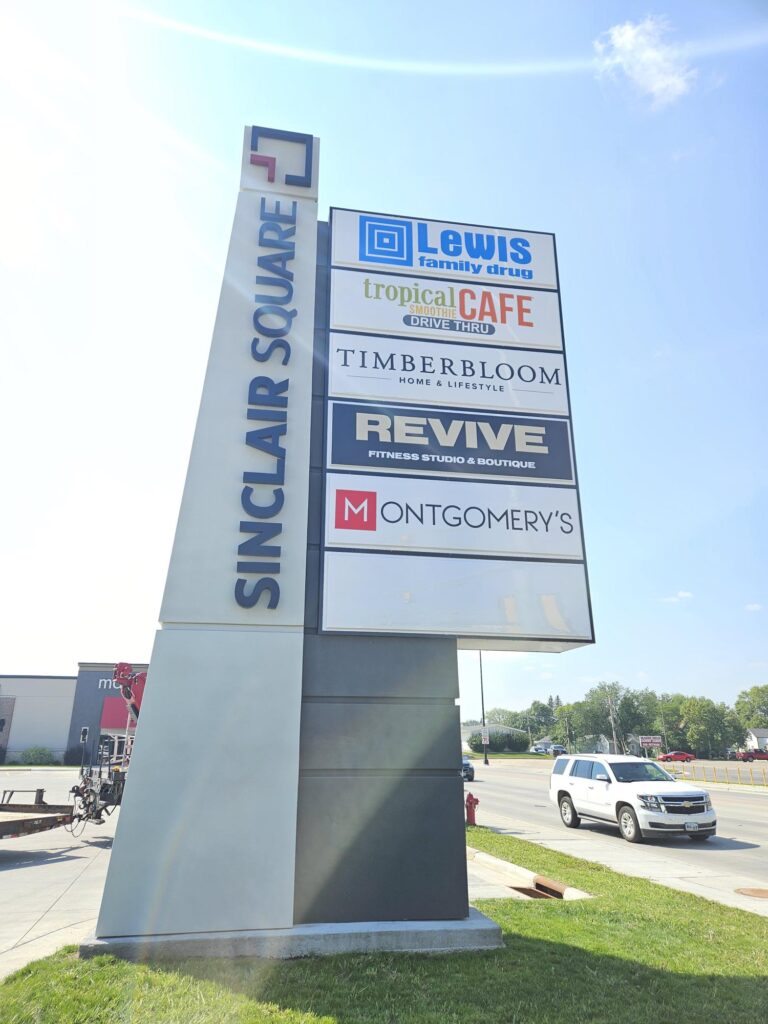 SINCLAIR SQUARE
Lewis
family drug
tropical CAFE
SMOOTHIE
DRIVE THRU
TIMBERBLOOM
HOME & LIFESTYLE
REVIVE
FITNESS STUDIO & BOUTIQUE
MONTGOMERY'S